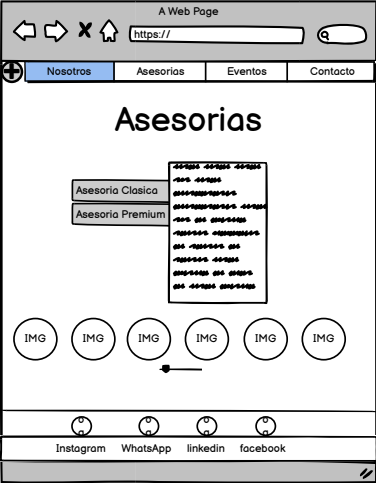 A Web Page
https://
Nosotros Asesorias Eventos Contacto
Asesorias
Asesoria Clasica
Asesoria Premium
IMG IMG IMG IMG IMG IMG
Instagram WhatsApp linkedin facebook